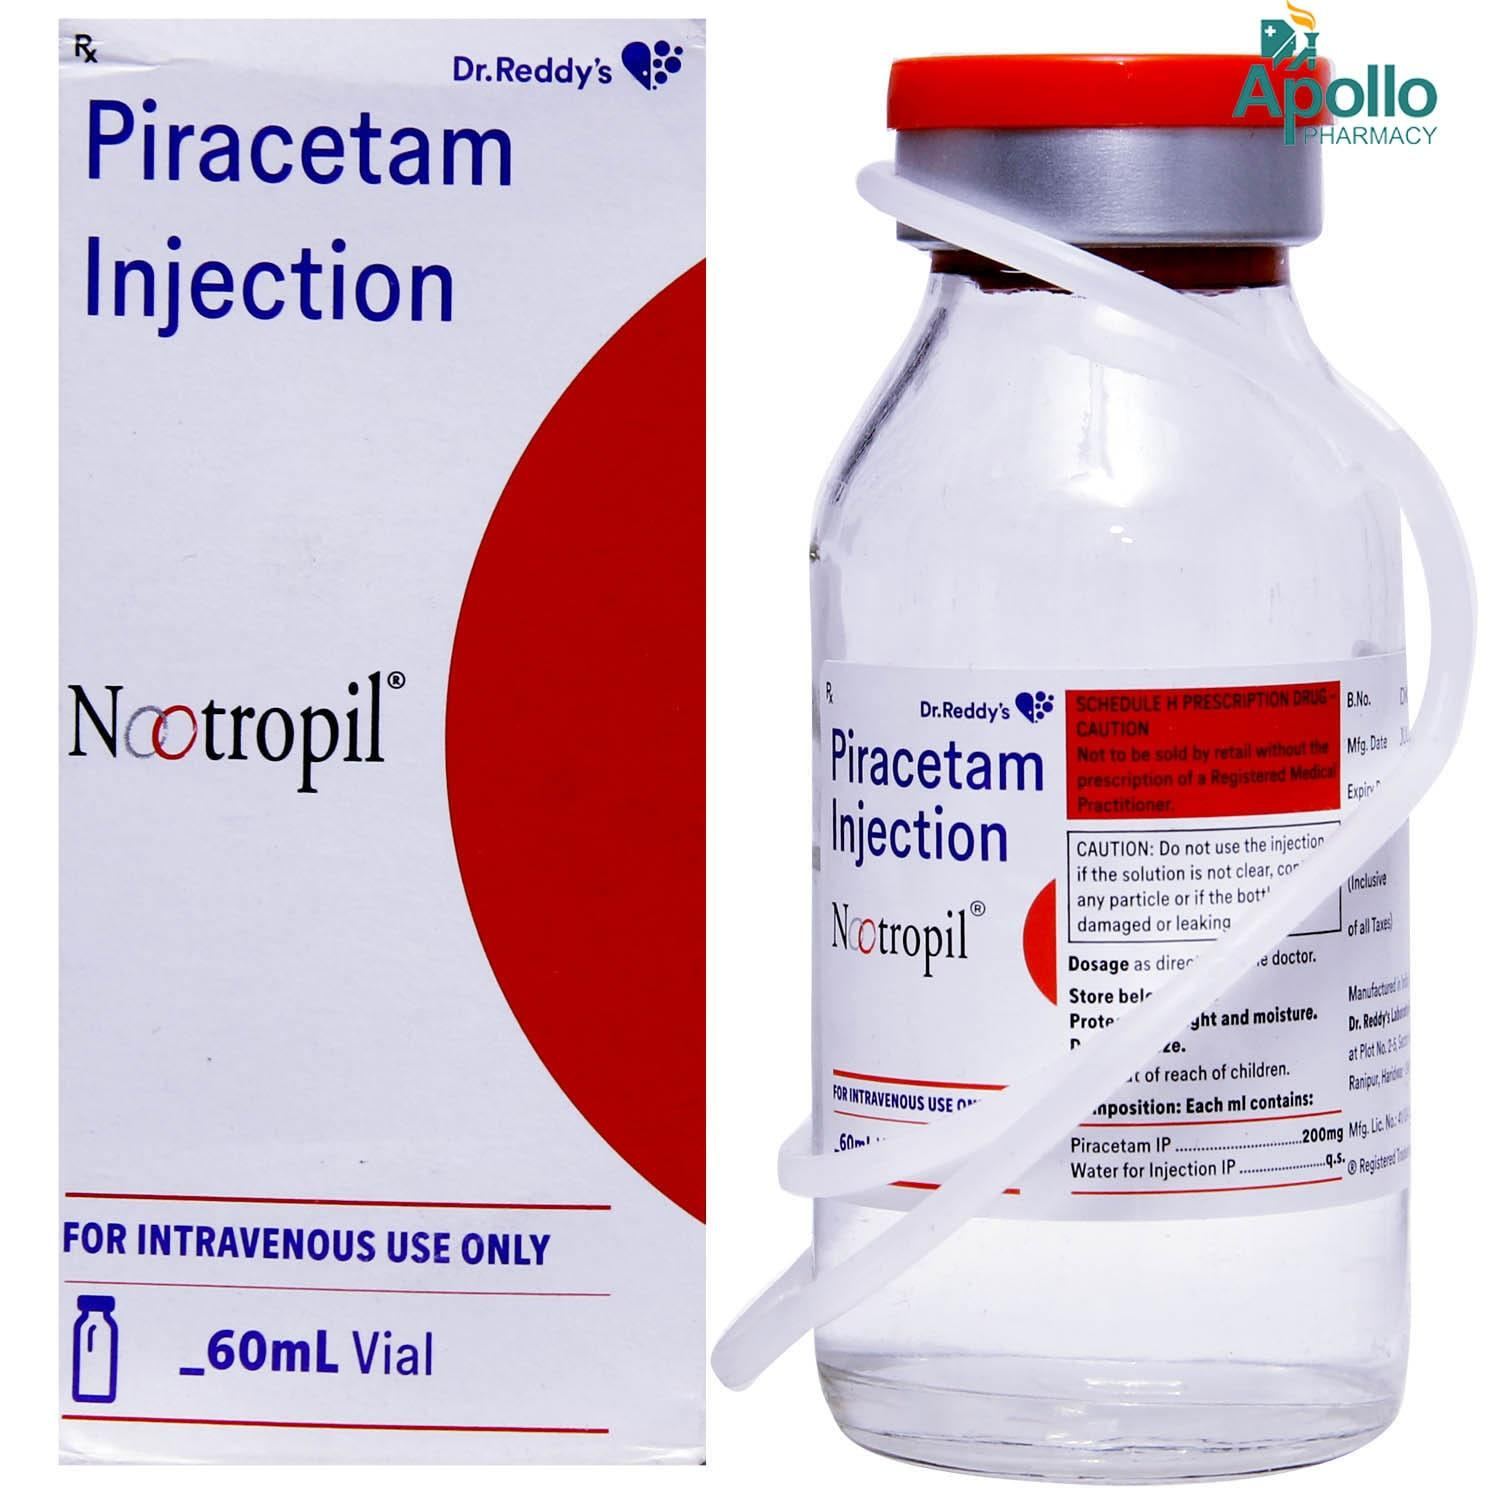 Rx
Dr.Reddy's
Piracetam
Injection
Nootropil®
FOR INTRAVENOUS USE ONLY
_60mL Vial
Apollo
PHARMACY
Rx
Dr.Reddy's
Piracetam
Injection
Nootropil®
FOR INTRAVENOUS USE
_60mL
SCHEDULE H PRESCRIPTION DRUG -
CAUTION
Not to be sold by retail without the
prescription of a Registered Medical
Practitioner.
CAUTION: Do not use the injection
if the solution is not clear,
any particle or if the
damaged or leaking
Dosage as doctor.
Store
and moisture.
of reach of children.
Each ml contains:
Piracetam IP ..............................200mg
Water for Injection IP ......................q.s.
B.No.
Mfg. Date
(Inclusive
of all Taxes)
Manufactured
Dr. Reddy's
at Plot No. 2-5,
Ranipur,
Mfg. Lic. No.:
® Registered